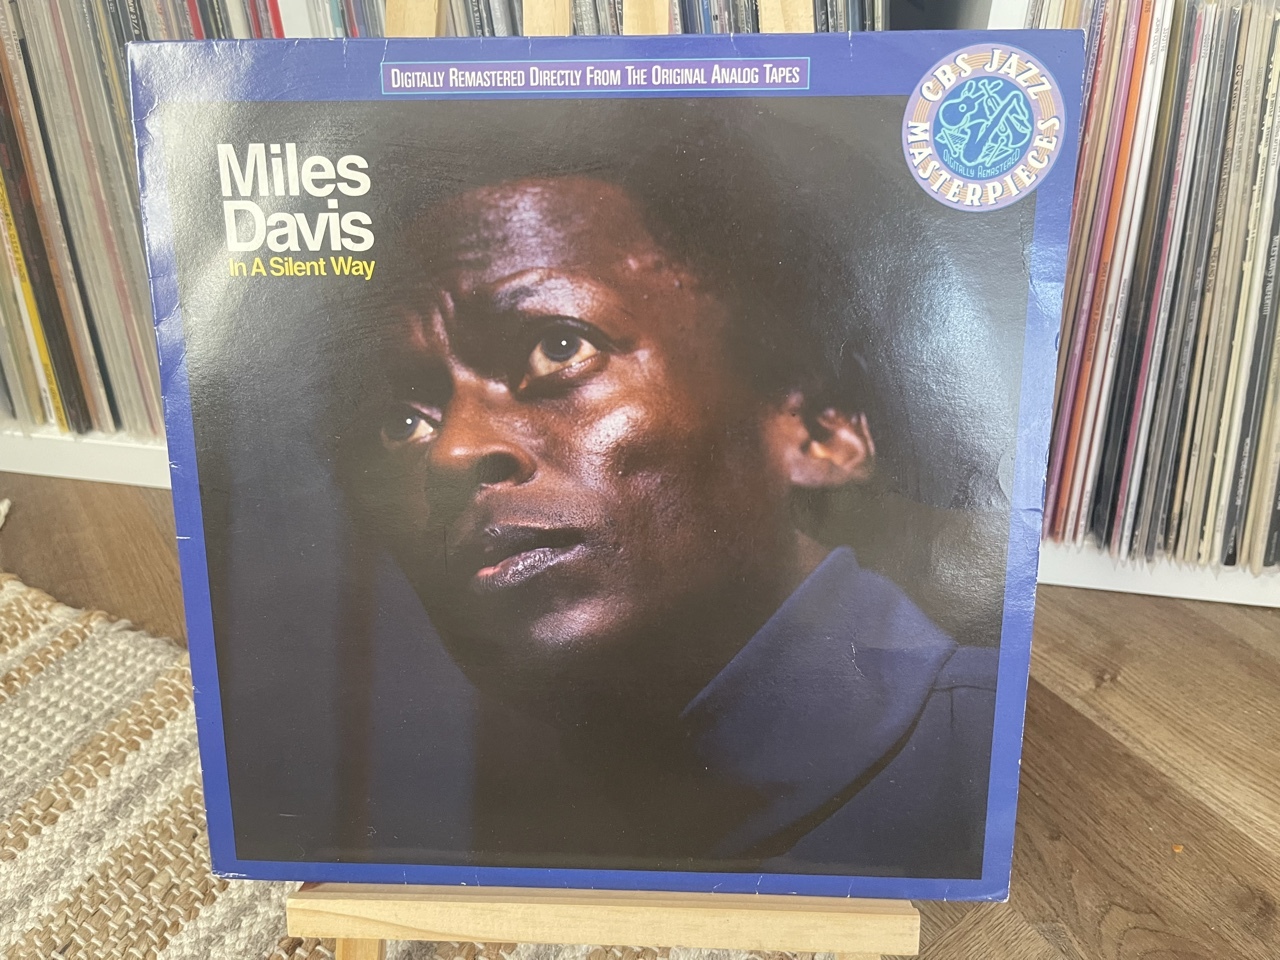 Digitally Remastered Directly From The Original Analog Tapes
CBS JAZZ
MASTERPIECES
DIGITALLY REMASTERED
Miles
Davis
In A Silent Way